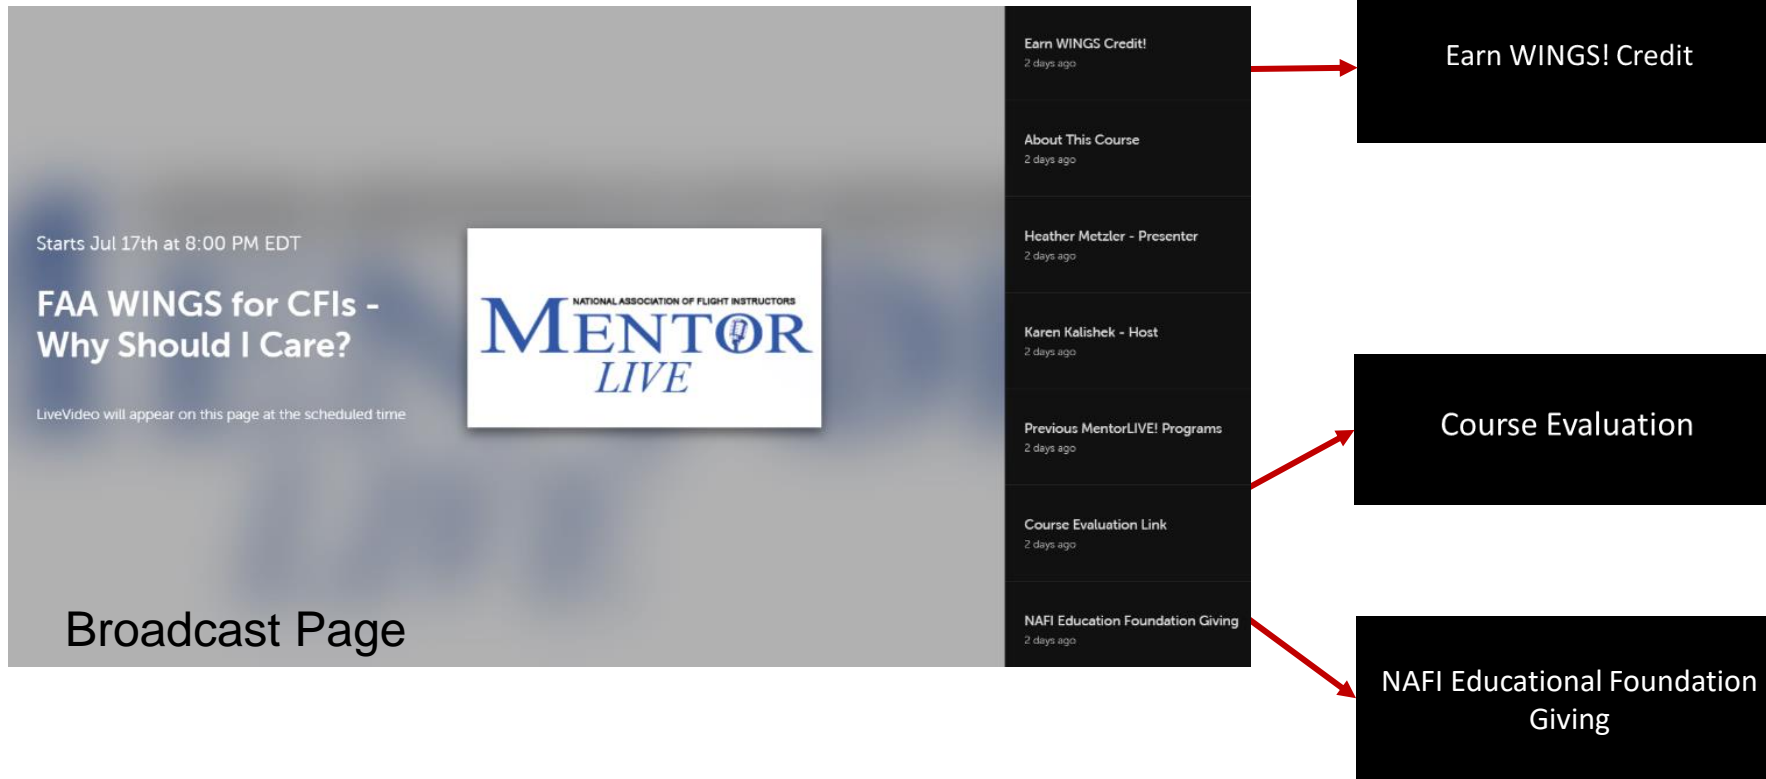 Starts Jul 17th at 8:00 PM EDT
FAA WINGS for CFIs -
Why Should I Care?
LiveVideo will appear on this page at the scheduled time
NATIONAL ASSOCIATION OF FLIGHT INSTRUCTORS
MENTOR
LIVE
Broadcast Page
Earn WINGS Credit!
2 days ago
About This Course
2 days ago
Heather Metzler - Presenter
2 days ago
Karen Kalishek - Host
2 days ago
Previous MentorLIVE! Programs
2 days ago
Course Evaluation Link
2 days ago
NAFI Education Foundation Giving
2 days ago
Earn WINGS! Credit
Course Evaluation
NAFI Educational Foundation
Giving